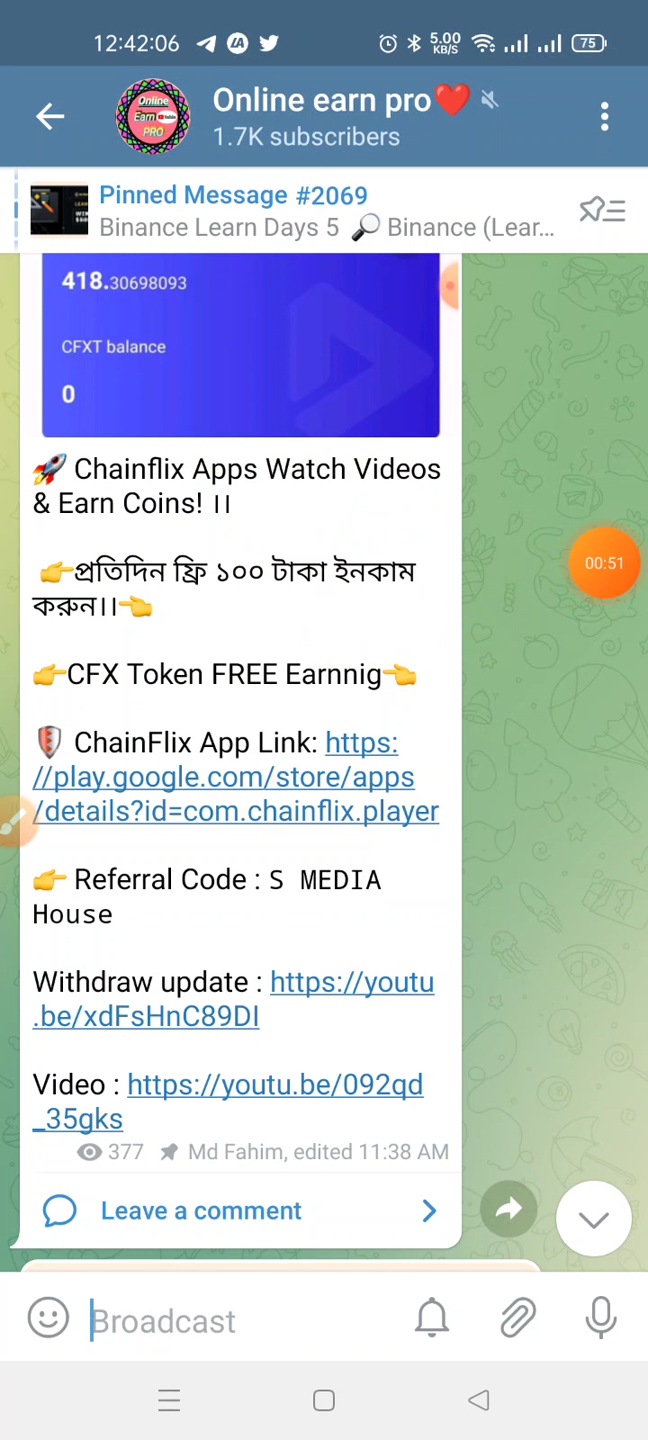 12:42:06 5.00 KB/S 75
Online Earn YouTube PRO
Online earn pro❤️
1.7K subscribers
Pinned Message #2069
Binance Learn Days 5 🔎 Binance (Lear...
418.30698093
CFXT balance
0
🚀 Chainflix Apps Watch Videos
& Earn Coins! ।।
👉প্রতিদিন ফ্রি ১০০ টাকা ইনকাম
করুন।।👈
00:51
👉CFX Token FREE Earnnig👈
🛡 ChainFlix App Link: https:
//play.google.com/store/apps
/details?id=com.chainflix.player
👉 Referral Code : S MEDIA
House
Withdraw update : https://youtu
.be/xdFsHnC89DI
Video : https://youtu.be/092qd
_35gks
377 Md Fahim, edited 11:38 AM
Leave a comment
Broadcast